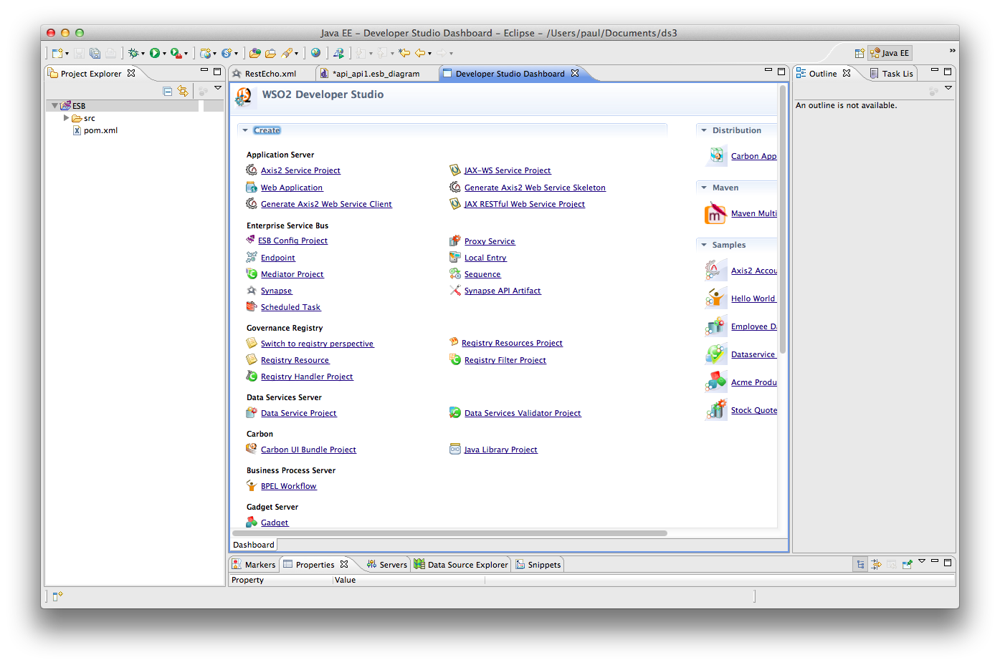 Java EE – Developer Studio Dashboard – Eclipse – /Users/paul/Documents/ds3
Java EE
»
Project Explorer
RestEcho.xml
*api_api1.esb_diagram
Developer Studio Dashboard
Outline
Task Lis
ESB
src
pom.xml
WSO2 Developer Studio
An outline is not available.
Create
Application Server
Axis2 Service Project
JAX-WS Service Project
Web Application
Generate Axis2 Web Service Skeleton
Generate Axis2 Web Service Client
JAX RESTful Web Service Project
Enterprise Service Bus
ESB Config Project
Proxy Service
Endpoint
Local Entry
Mediator Project
Sequence
Synapse
Synapse API Artifact
Scheduled Task
Governance Registry
Switch to registry perspective
Registry Resources Project
Registry Resource
Registry Filter Project
Registry Handler Project
Data Services Server
Data Service Project
Data Services Validator Project
Carbon
Carbon UI Bundle Project
Java Library Project
Business Process Server
BPEL Workflow
Gadget Server
Gadget
Distribution
Carbon App
Maven
Maven Multi
Samples
Axis2 Accou
Hello World
Employee Da
Dataservice
Acme Produ
Stock Quote
Dashboard
Markers
Properties
Servers
Data Source Explorer
Snippets
Property
Value